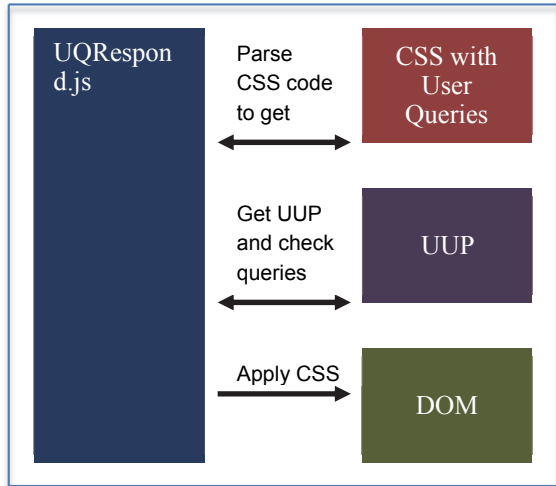 UQRespon
d.js
Parse
CSS code
to get
CSS with
User
Queries
Get UUP
and check
queries
UUP
Apply CSS
DOM